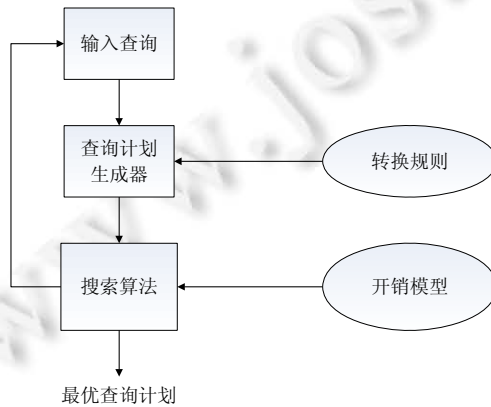 输入查询
查询计划
生成器
转换规则
搜索算法
开销模型
最优查询计划
www.jos